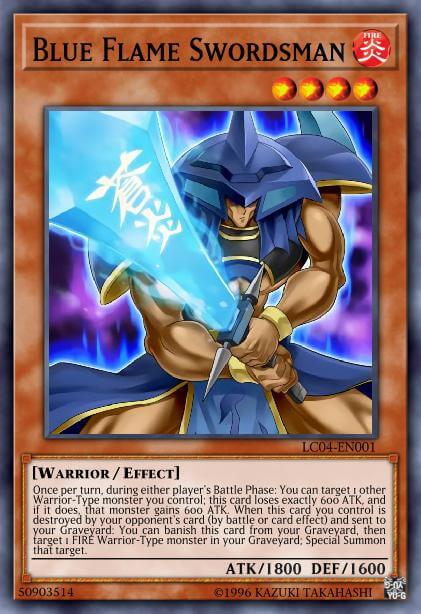 BLUE FLAME SWORDSMAN
FIRE
炎
蒼炎
LC04-EN001
[WARRIOR / EFFECT]
Once per turn, during either player's Battle Phase: You can target 1 other
Warrior-Type monster you control; this card loses exactly 600 ATK, and
if it does, that monster gains 600 ATK. When this card you control is
destroyed by your opponent's card (by battle or card effect) and sent to
your Graveyard: You can banish this card from your Graveyard, then
target 1 FIRE Warrior-Type monster in your Graveyard; Special Summon
that target.
ATK/1800 DEF/1600
50903514
©1996 KAZUKI TAKAHASHI